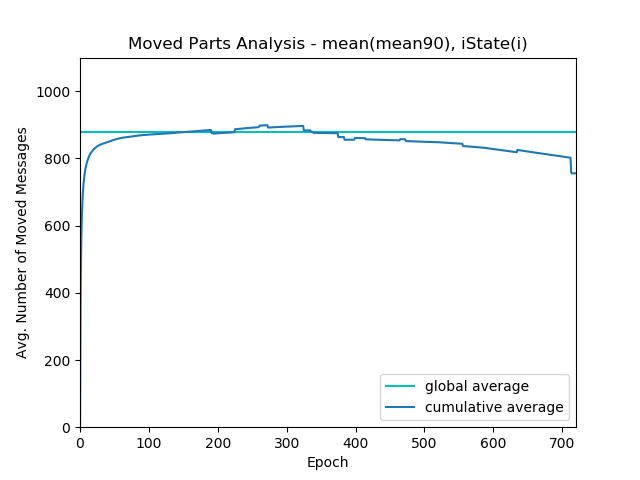 Moved Parts Analysis - mean(mean90), iState(i)
Avg. Number of Moved Messages
1000
800
600
400
200
0
0 100 200 300 400 500 600 700
Epoch
global average
cumulative average